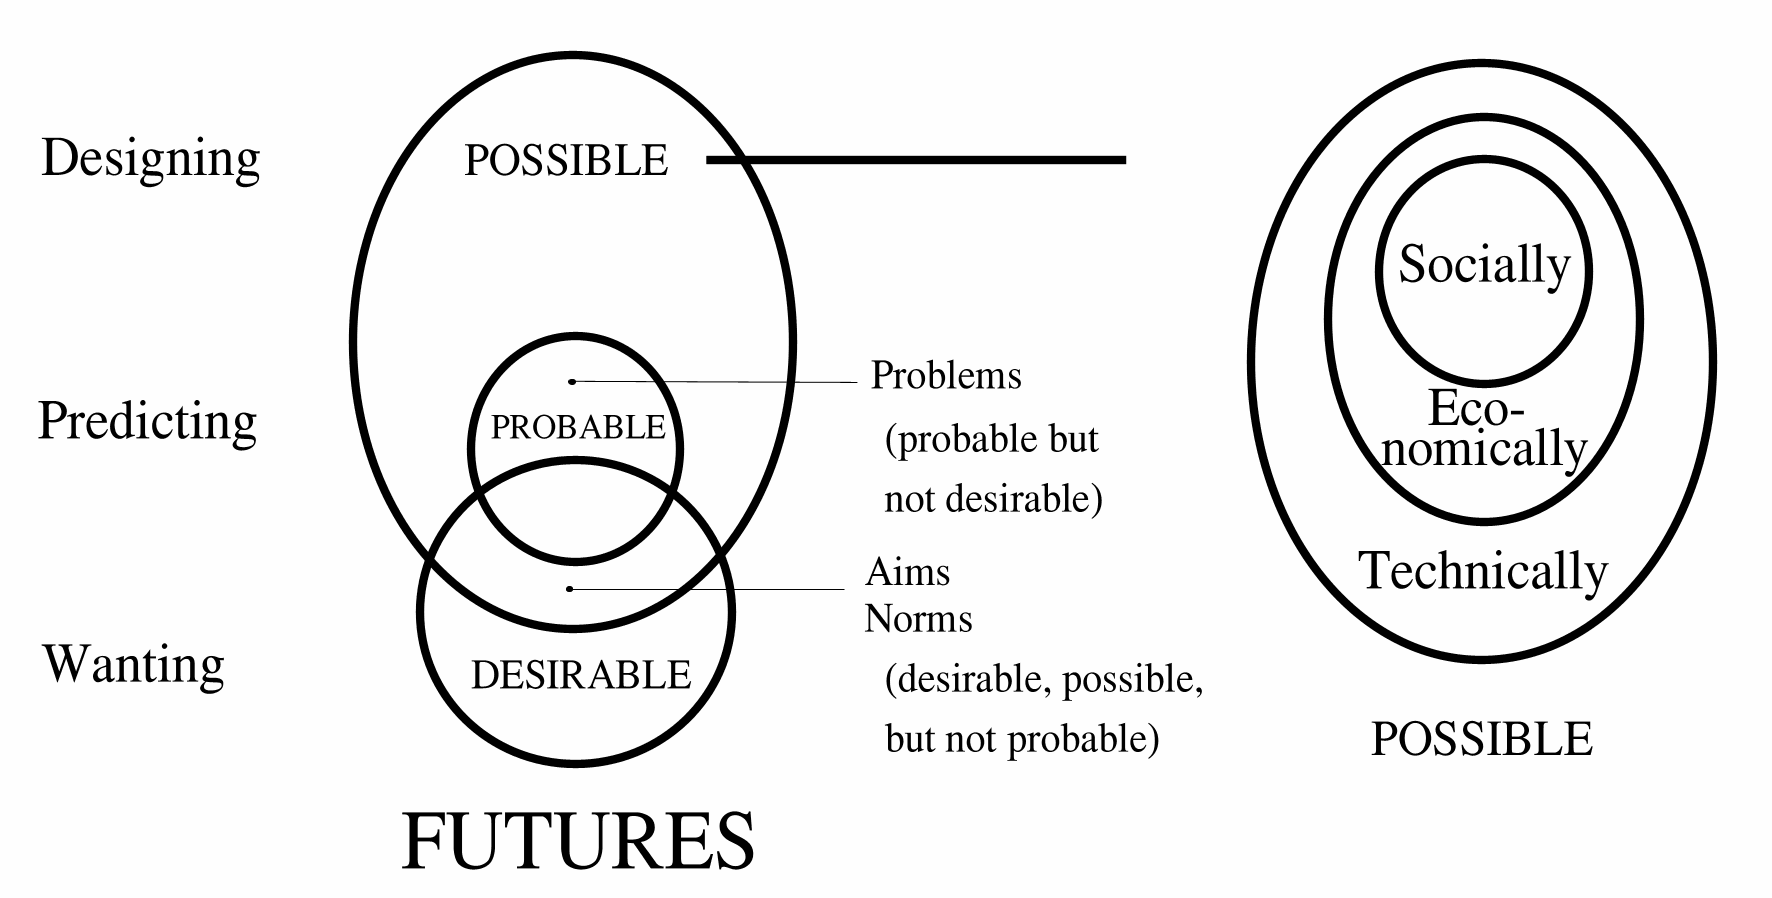 Designing
POSSIBLE
Predicting
PROBABLE
Problems
(probable but
not desirable)
Aims
Norms
Wanting
DESIRABLE
(desirable, possible,
but not probable)
FUTURES
Socially
Eco-
nomically
Technically
POSSIBLE